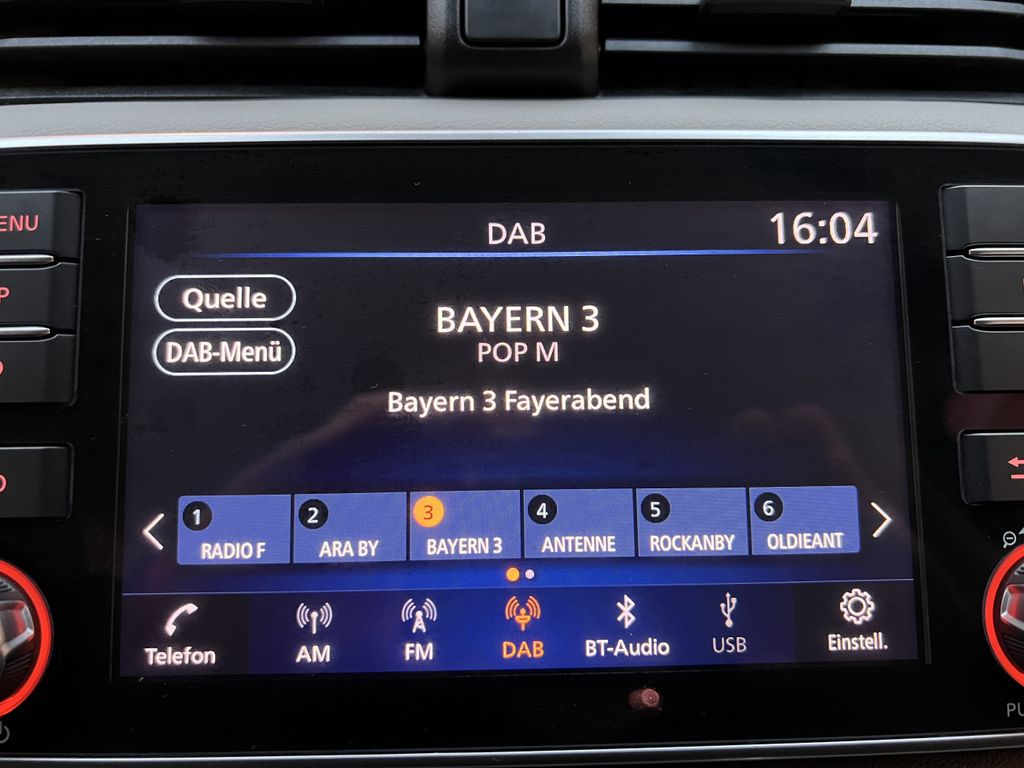 DAB
16:04
Quelle
DAB-Menü
BAYERN 3
POP M
Bayern 3 Fayerabend
1
RADIO F
2
ARA BY
3
BAYERN 3
4
ANTENNE
5
ROCKANBY
6
OLDIEANT
Telefon
AM
FM
DAB
BT-Audio
USB
Einstell.